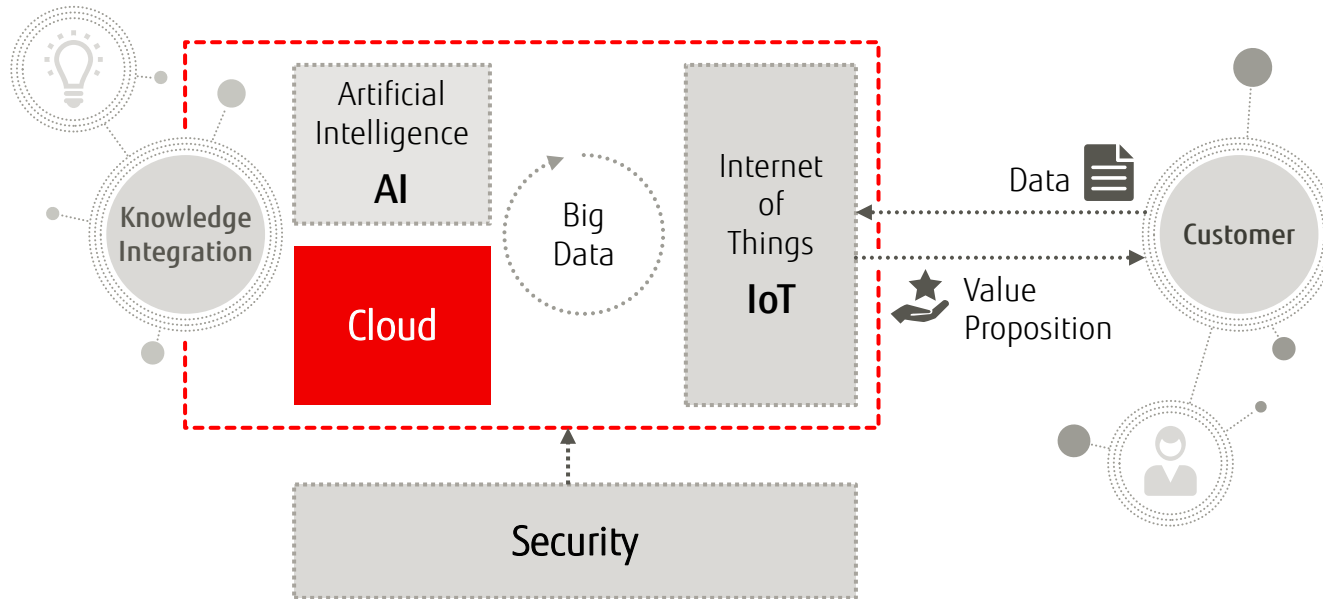 Artificial
Intelligence
AI
Knowledge
Integration
Cloud
Big
Data
Internet
of
Things
IoT
Data
Value
Proposition
Customer
Security